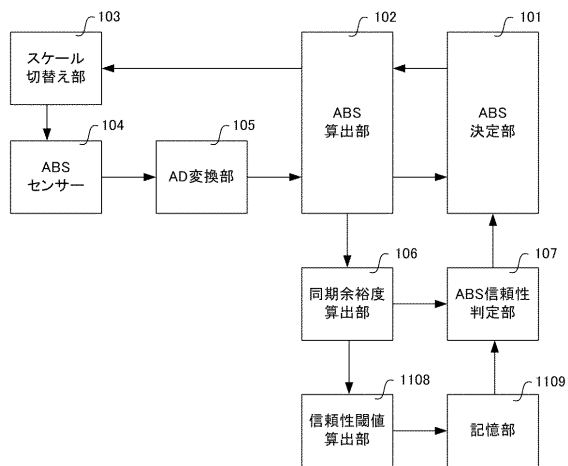 103
スケール
切替え部
102
ABS
算出部
101
ABS
決定部
104
ABS
センサー
105
AD変換部
106
同期余裕度
算出部
107
ABS信頼性
判定部
1108
信頼性閾値
算出部
1109
記憶部